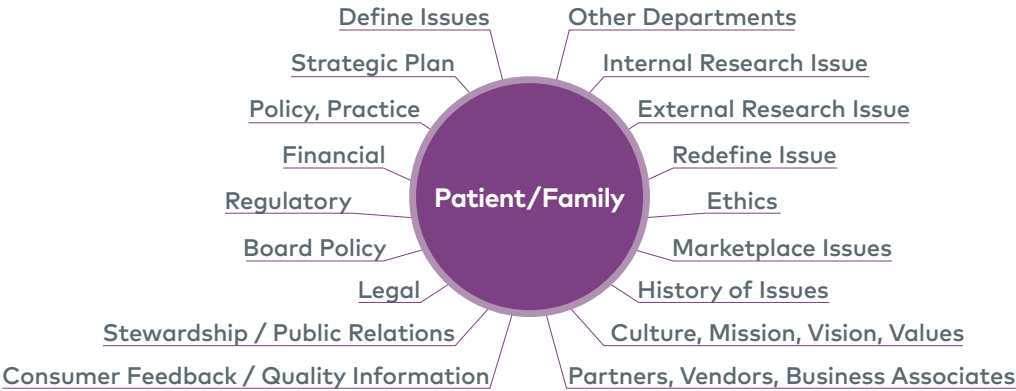 Define Issues
Other Departments
Strategic Plan
Internal Research Issue
Policy, Practice
External Research Issue
Financial
Redefine Issue
Patient/Family
Regulatory
Ethics
Board Policy
Marketplace Issues
Legal
History of Issues
Stewardship / Public Relations
Culture, Mission, Vision, Values
Consumer Feedback / Quality Information
Partners, Vendors, Business Associates